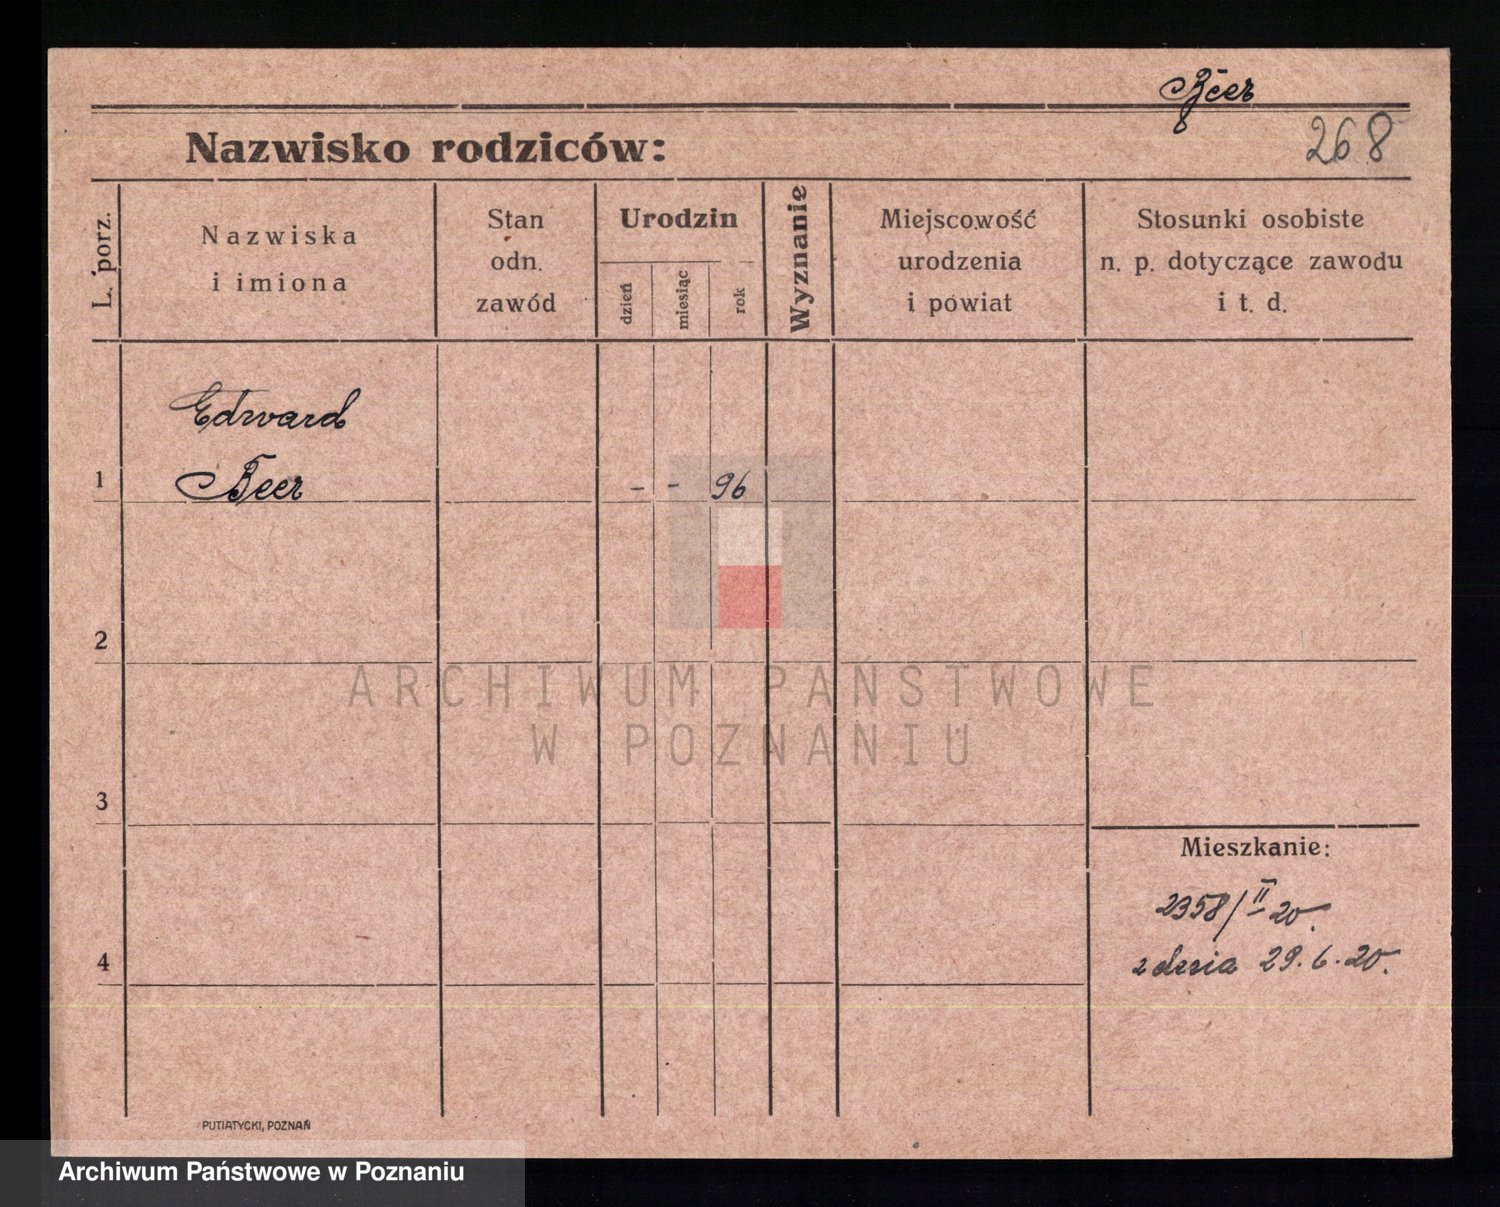 Beer
268
Nazwisko rodziców:
L. porz.
Nazwiska
i imiona
Stan
odn.
zawód
Urodzin
dzień
miesiąc
rok
Wyznanie
Miejscowość
urodzenia
i powiat
Stosunki osobiste
n. p. dotyczące zawodu
i t. d.
Edward
1 Beer - - 96
2
ARCHIWUM PAŃSTWOWE
W POZNANIU
3
Mieszkanie:
2358/II 20.
z dnia 29.6.20.
4
PUTIATYCKI, POZNAŃ
Archiwum Państwowe w Poznaniu